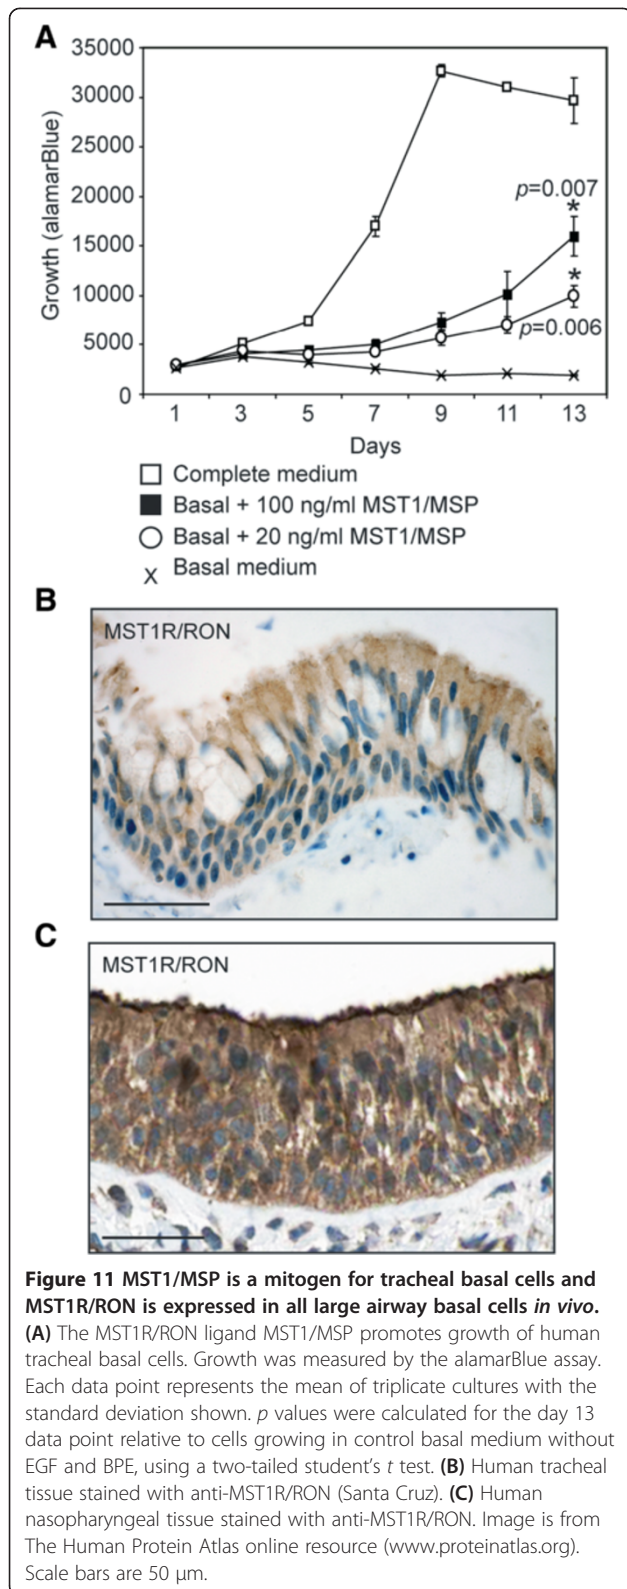 A
35000
30000
25000
20000
15000
10000
5000
0
Growth (alamarBlue)
p=0.007
*
*
p=0.006
1 3 5 7 9 11 13
Days
Complete medium
Basal + 100 ng/ml MST1/MSP
Basal + 20 ng/ml MST1/MSP
x Basal medium
B
MST1R/RON
C
MST1R/RON
Figure 11 MST1/MSP is a mitogen for tracheal basal cells and
MST1R/RON is expressed in all large airway basal cells in vivo.
(A) The MST1R/RON ligand MST1/MSP promotes growth of human
tracheal basal cells. Growth was measured by the alamarBlue assay.
Each data point represents the mean of triplicate cultures with the
standard deviation shown. p values were calculated for the day 13
data point relative to cells growing in control basal medium without
EGF and BPE, using a two-tailed student's t test. (B) Human tracheal
tissue stained with anti-MST1R/RON (Santa Cruz). (C) Human
nasopharyngeal tissue stained with anti-MST1R/RON. Image is from
The Human Protein Atlas online resource (www.proteinatlas.org).
Scale bars are 50 μm.